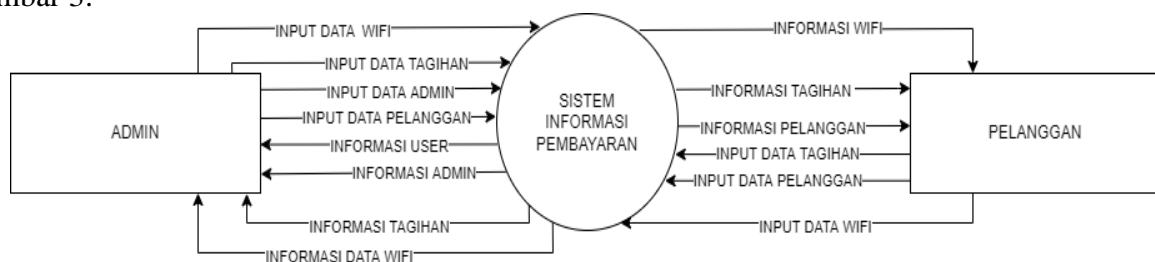 INPUT DATA WIFI
INPUT DATA TAGIHAN
INPUT DATA ADMIN
INPUT DATA PELANGGAN
INFORMASI USER
INFORMASI ADMIN
INFORMASI TAGIHAN
INFORMASI DATA WIFI
ADMIN
SISTEM
INFORMASI
PEMBAYARAN
INFORMASI WIFI
INFORMASI TAGIHAN
INFORMASI PELANGGAN
INPUT DATA TAGIHAN
INPUT DATA PELANGGAN
INPUT DATA WIFI
PELANGGAN